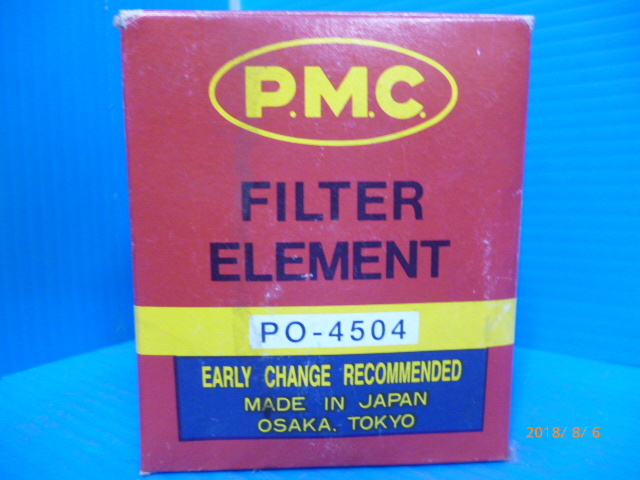 P.M.C.
FILTER
ELEMENT
PO-4504
EARLY CHANGE RECOMMENDED
MADE IN JAPAN
OSAKA, TOKYO
2018/ 8/ 6